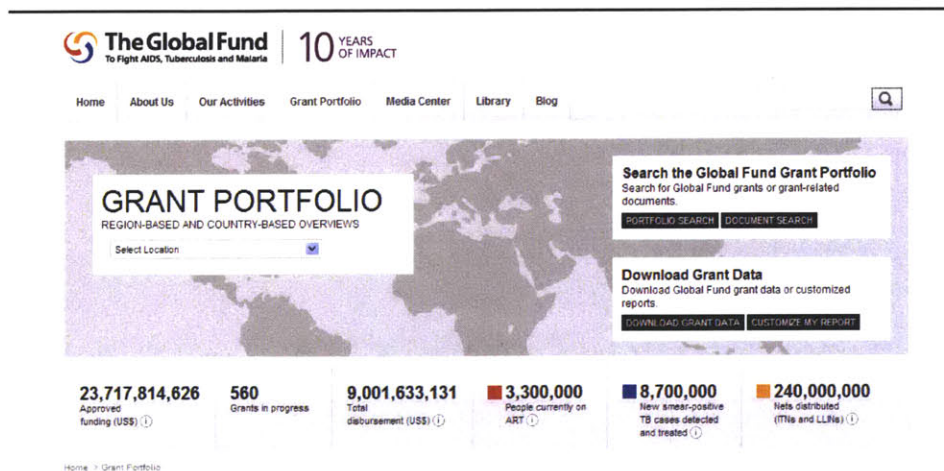 The Global Fund
To Fight AIDS, Tuberculosis and Malaria
10 YEARS OF IMPACT
Home About Us Our Activities Grant Portfolio Media Center Library Blog
GRANT PORTFOLIO
REGION-BASED AND COUNTRY-BASED OVERVIEWS
Select Location
Search the Global Fund Grant Portfolio
Search for Global Fund grants or grant-related
documents.
PORTFOLIO SEARCH DOCUMENT SEARCH
Download Grant Data
Download Global Fund grant data or customized
reports.
DOWNLOAD GRANT DATA CUSTOMIZE MY REPORT
23,717,814,626
Approved
funding (US$) i
560
Grants in progress
9,001,633,131
Total
disbursement (US$) i
3,300,000
People currently on
ART i
8,700,000
New smear-positive
TB cases detected
and treated i
240,000,000
Nets distributed
(ITNs and LLINs) i
Home > Grant Portfolio